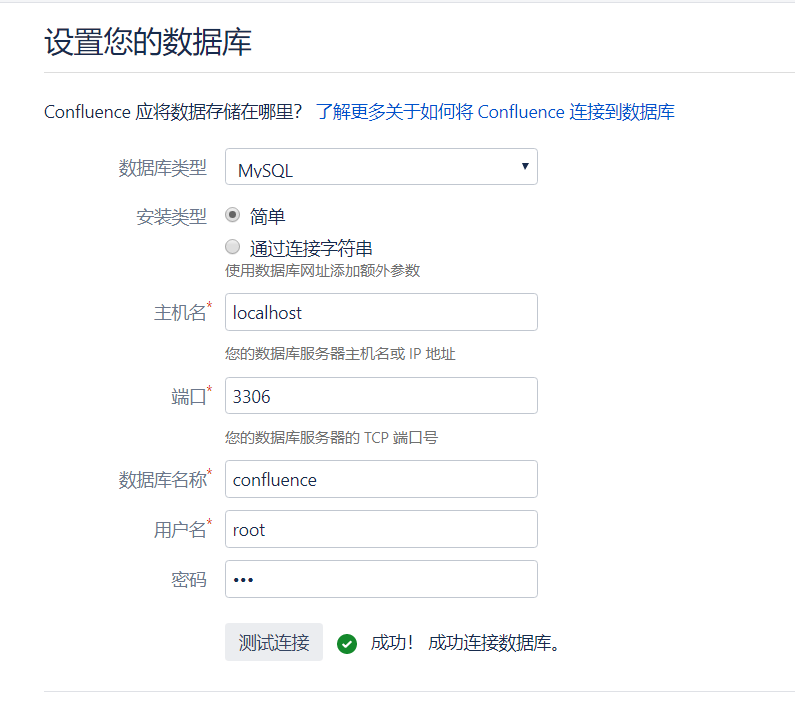 设置您的数据库
Confluence 应将数据存储在哪里？ 了解更多关于如何将 Confluence 连接到数据库
数据库类型 MySQL
安装类型 简单
通过连接字符串
使用数据库网址添加额外参数
主机名* localhost
您的数据库服务器主机名或 IP 地址
端口* 3306
您的数据库服务器的 TCP 端口号
数据库名称* confluence
用户名* root
密码 •••
测试连接 成功！ 成功连接数据库。